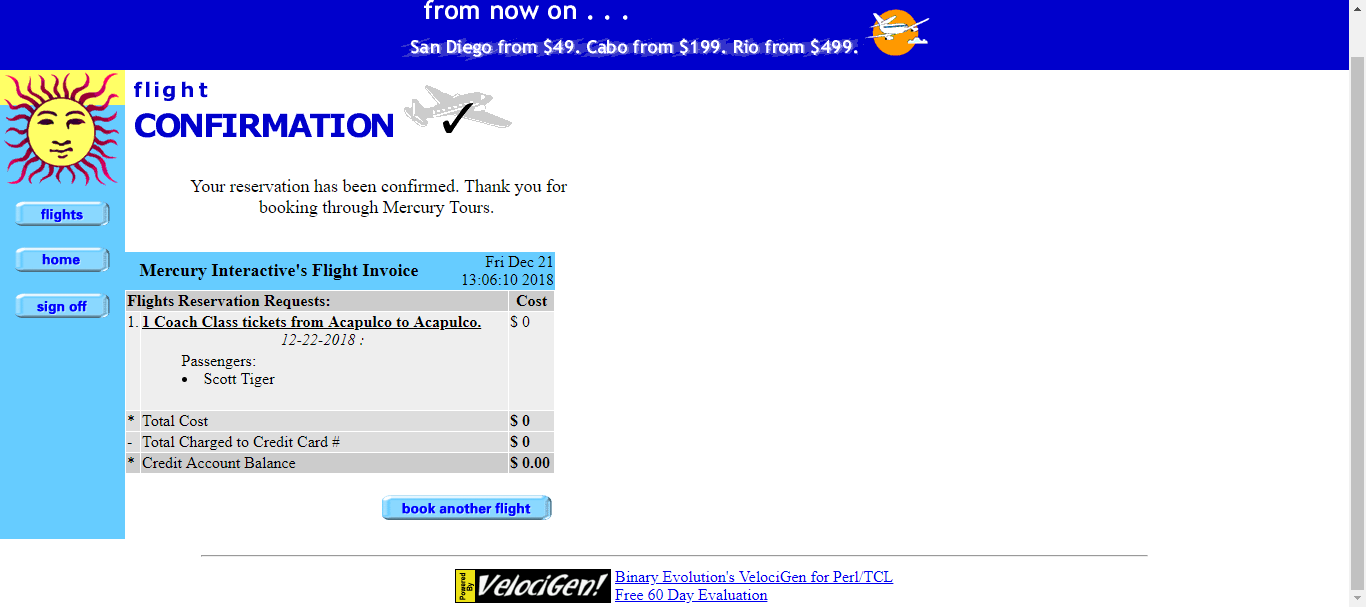 from now on . . .
San Diego from $49. Cabo from $199. Rio from $499.
flight
CONFIRMATION
Your reservation has been confirmed. Thank you for
booking through Mercury Tours.
flights
home
sign off
Mercury Interactive's Flight Invoice
Fri Dec 21
13:06:10 2018
Flights Reservation Requests: Cost
1. 1 Coach Class tickets from Acapulco to Acapulco. $ 0
12-22-2018 :
Passengers:
• Scott Tiger
* Total Cost $ 0
- Total Charged to Credit Card # $ 0
* Credit Account Balance $ 0.00
book another flight
Powered
By
VelociGen!
Binary Evolution's VelociGen for Perl/TCL
Free 60 Day Evaluation